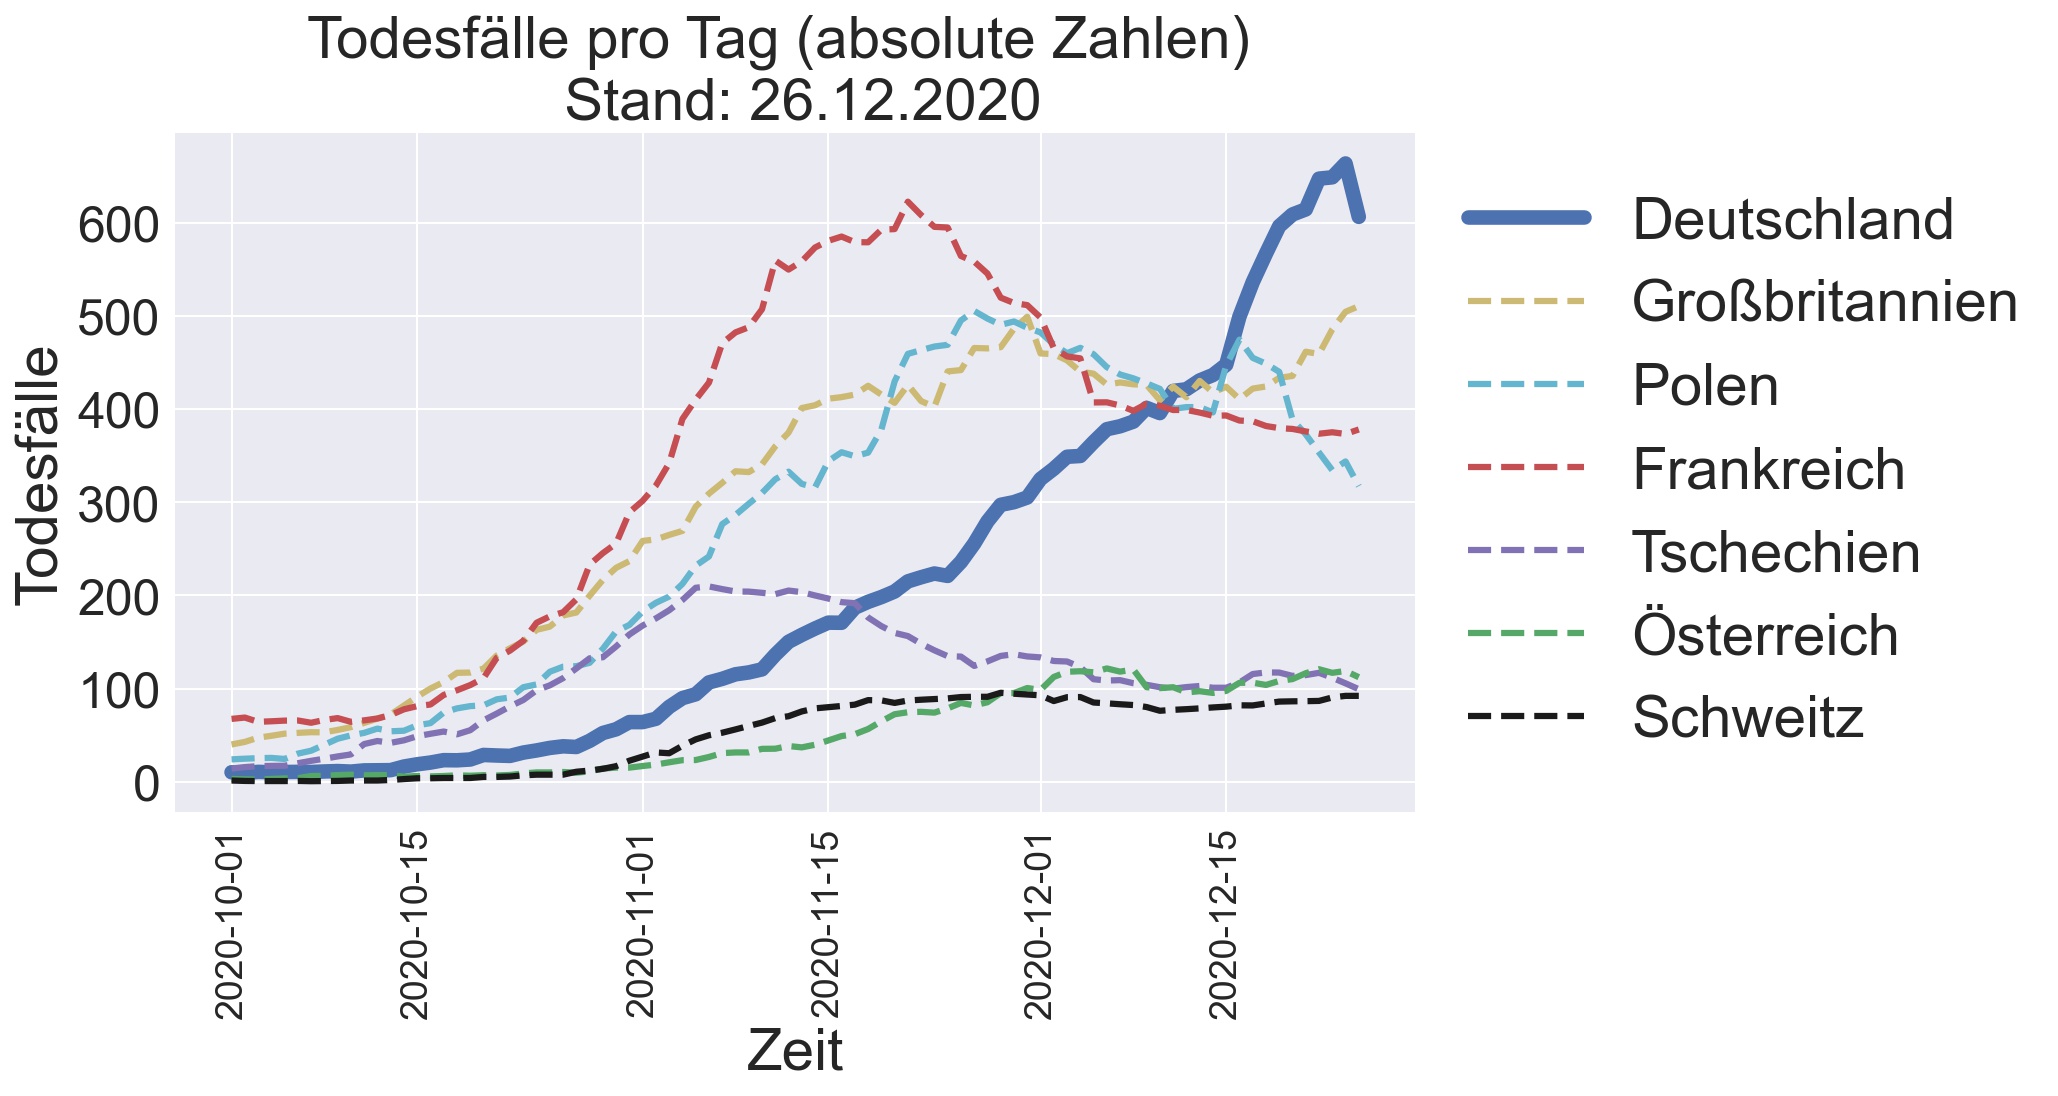 Todesfälle pro Tag (absolute Zahlen)
Stand: 26.12.2020
Todesfälle
600
500
400
300
200
100
0
2020-10-01
2020-10-15
2020-11-01
2020-11-15
2020-12-01
2020-12-15
Zeit
Deutschland
Großbritannien
Polen
Frankreich
Tschechien
Österreich
Schweitz